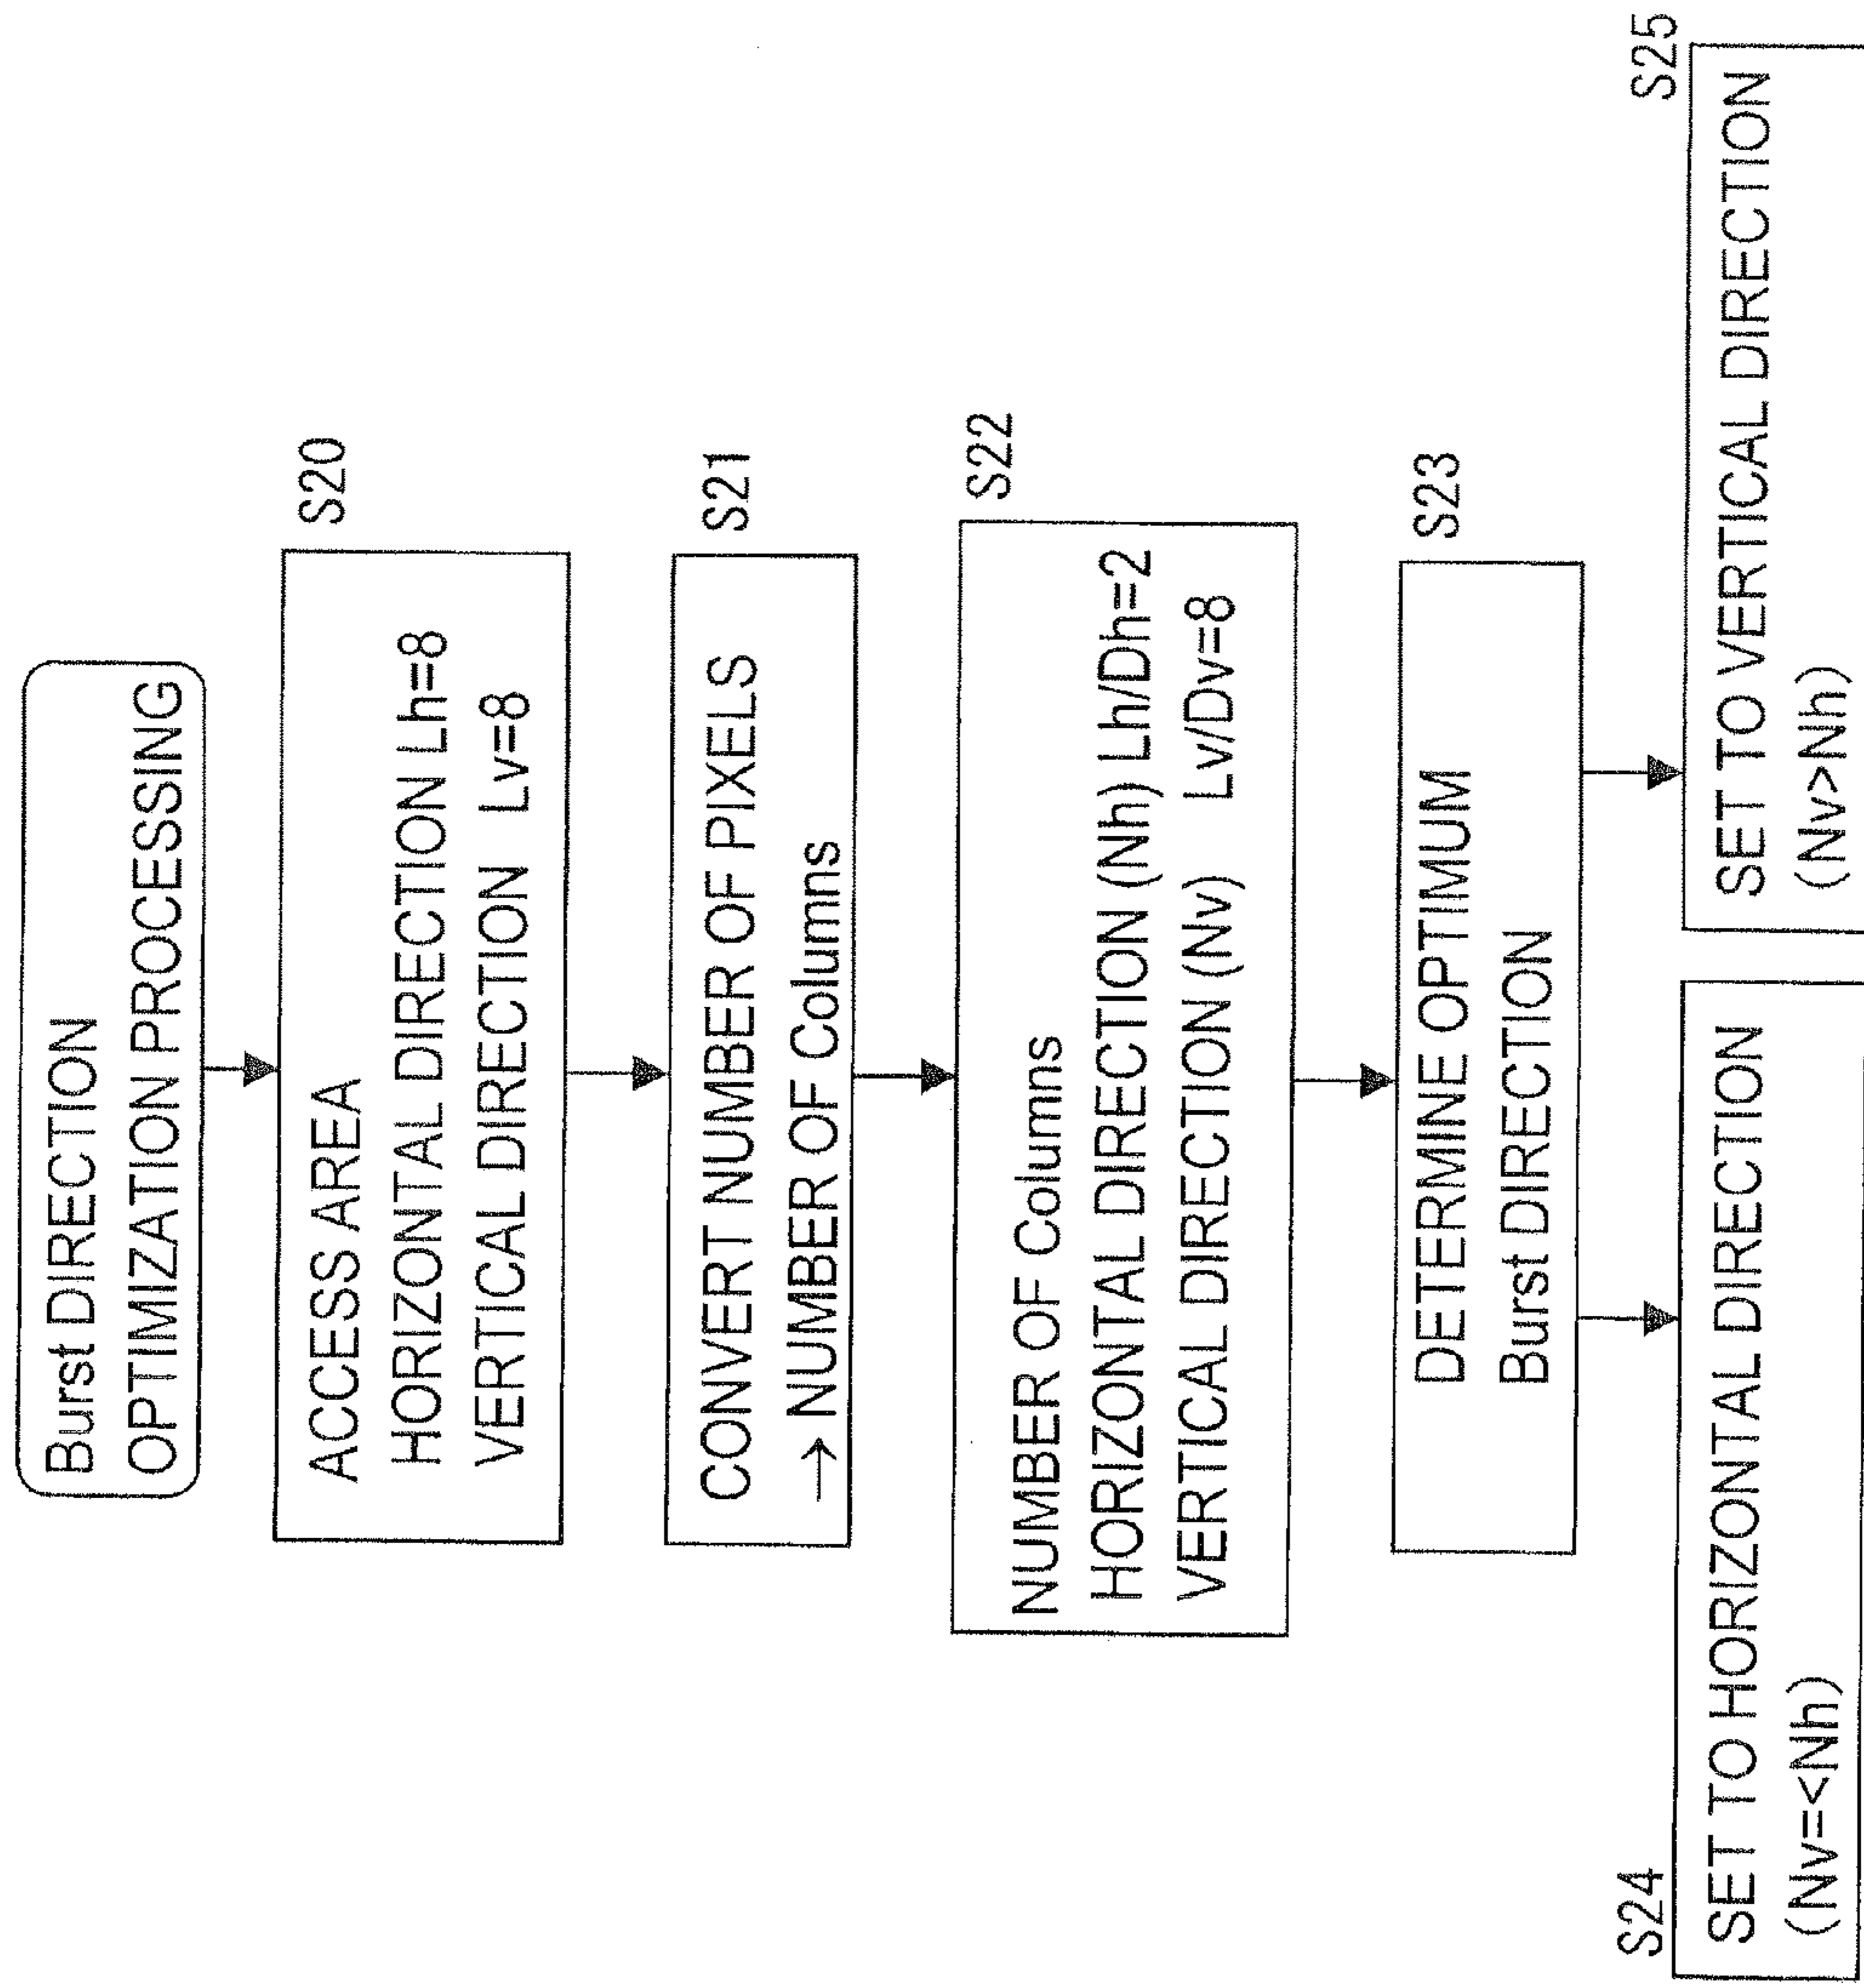 Burst DIRECTION
OPTIMIZATION PROCESSING
S20
ACCESS AREA
HORIZONTAL DIRECTION Lh=8
VERTICAL DIRECTION Lv=8
S21
CONVERT NUMBER OF PIXELS
→ NUMBER OF Columns
S22
NUMBER OF Columns
HORIZONTAL DIRECTION (Nh) Lh/Dh=2
VERTICAL DIRECTION (Nv) Lv/Dv=8
S23
DETERMINE OPTIMUM
Burst DIRECTION
S24
SET TO HORIZONTAL DIRECTION
(Nv=<Nh)
S25
SET TO VERTICAL DIRECTION
(Nv>Nh)